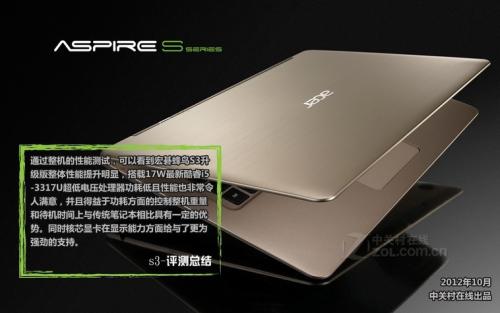 ASPIRE S SERIES
acer
通过整机的性能测试，可以看到宏碁蜂鸟S3升
级版整体性能提升明显，搭载17W最新酷睿i5
-3317U超低电压处理器功耗低且性能也非常令
人满意，并且得益于功耗方面的控制整机重量
和待机时间上与传统笔记本相比具有一定的优
势。同时核芯显卡在显示能力方面给与了更为
强劲的支持。
s3-评测总结
中关村在线
ZOL.COM.CN
2012年10月
中关村在线出品